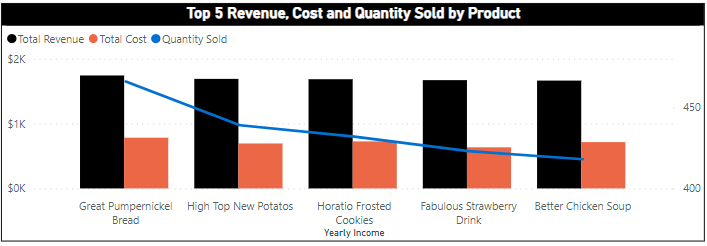 Top 5 Revenue, Cost and Quantity Sold by Product
Total Revenue Total Cost Quantity Sold
$2K
$1K
$0K
450
400
Great Pumpernickel
Bread
High Top New Potatos
Horatio Frosted
Cookies
Fabulous Strawberry
Drink
Better Chicken Soup
Yearly Income